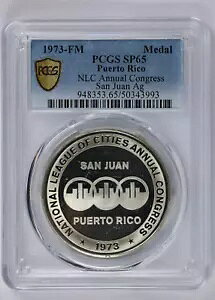 1973-FM Medal
PCGS SP65
Puerto Rico
NLC Annual Congress
San Juan Ag
948353.65/50343993
PCGS
NATIONAL LEAGUE OF CITIES ANNUAL CONGRESS
SAN JUAN
PUERTO RICO
1973